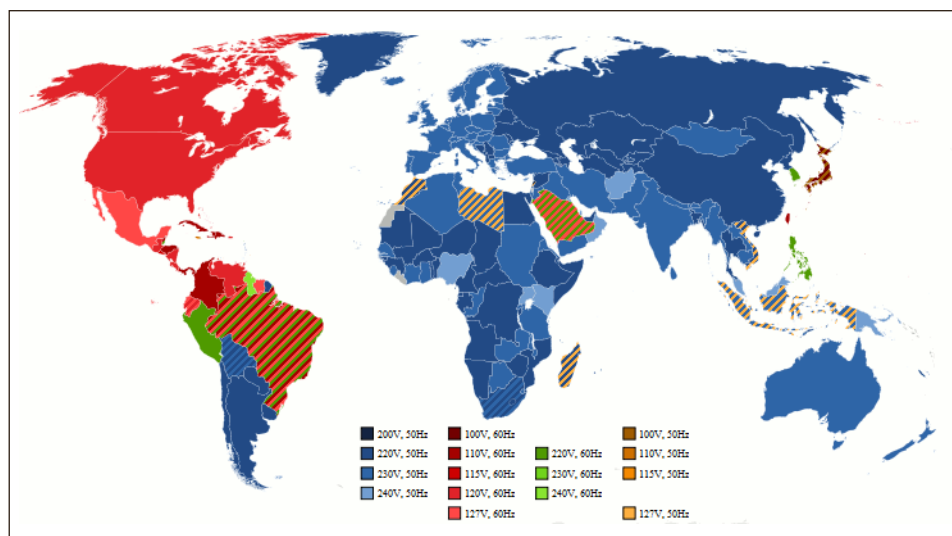 200V, 50Hz 100V, 60Hz 100V, 50Hz
220V, 50Hz 110V, 60Hz 220V, 60Hz 110V, 50Hz
230V, 50Hz 115V, 60Hz 230V, 60Hz 115V, 50Hz
240V, 50Hz 120V, 60Hz 240V, 60Hz
127V, 60Hz 127V, 50Hz